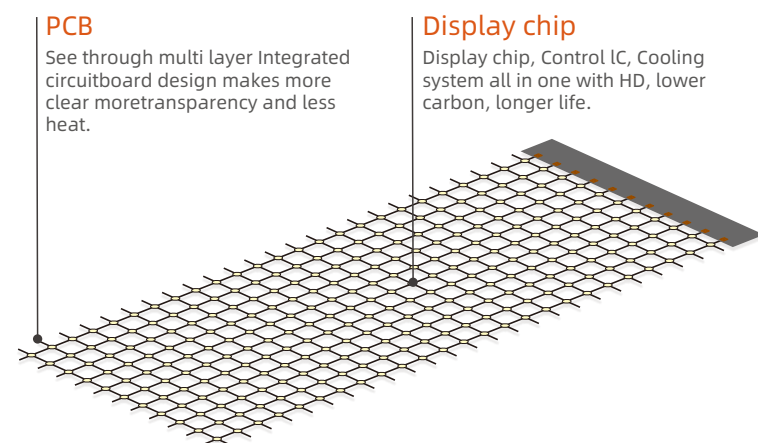 PCB
See through multi layer Integrated
circuitboard design makes more
clear moretransparency and less
heat.
Display chip
Display chip, Control lC, Cooling
system all in one with HD, lower
carbon, longer life.